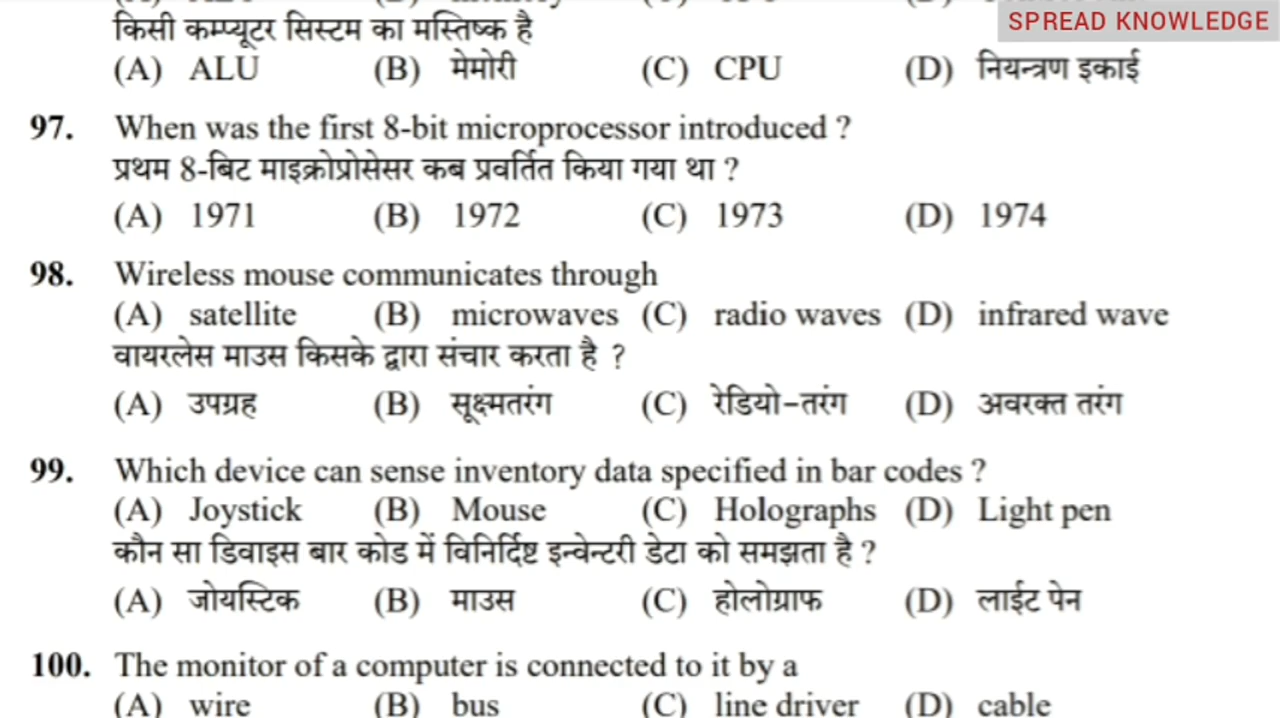 SPREAD KNOWLEDGE
किसी कम्प्यूटर सिस्टम का मस्तिष्क है
(A) ALU (B) मेमोरी (C) CPU (D) नियन्त्रण इकाई
97. When was the first 8-bit microprocessor introduced ?
प्रथम 8-बिट माइक्रोप्रोसेसर कब प्रवर्तित किया गया था ?
(A) 1971 (B) 1972 (C) 1973 (D) 1974
98. Wireless mouse communicates through
(A) satellite (B) microwaves (C) radio waves (D) infrared wave
वायरलेस माउस किसके द्वारा संचार करता है ?
(A) उपग्रह (B) सूक्ष्मतरंग (C) रेडियो-तरंग (D) अवरक्त तरंग
99. Which device can sense inventory data specified in bar codes ?
(A) Joystick (B) Mouse (C) Holographs (D) Light pen
कौन सा डिवाइस बार कोड में विनिर्दिष्ट इन्वेन्टरी डेटा को समझता है ?
(A) जोयस्टिक (B) माउस (C) होलोग्राफ (D) लाईट पेन
100. The monitor of a computer is connected to it by a
(A) wire (B) bus (C) line driver (D) cable